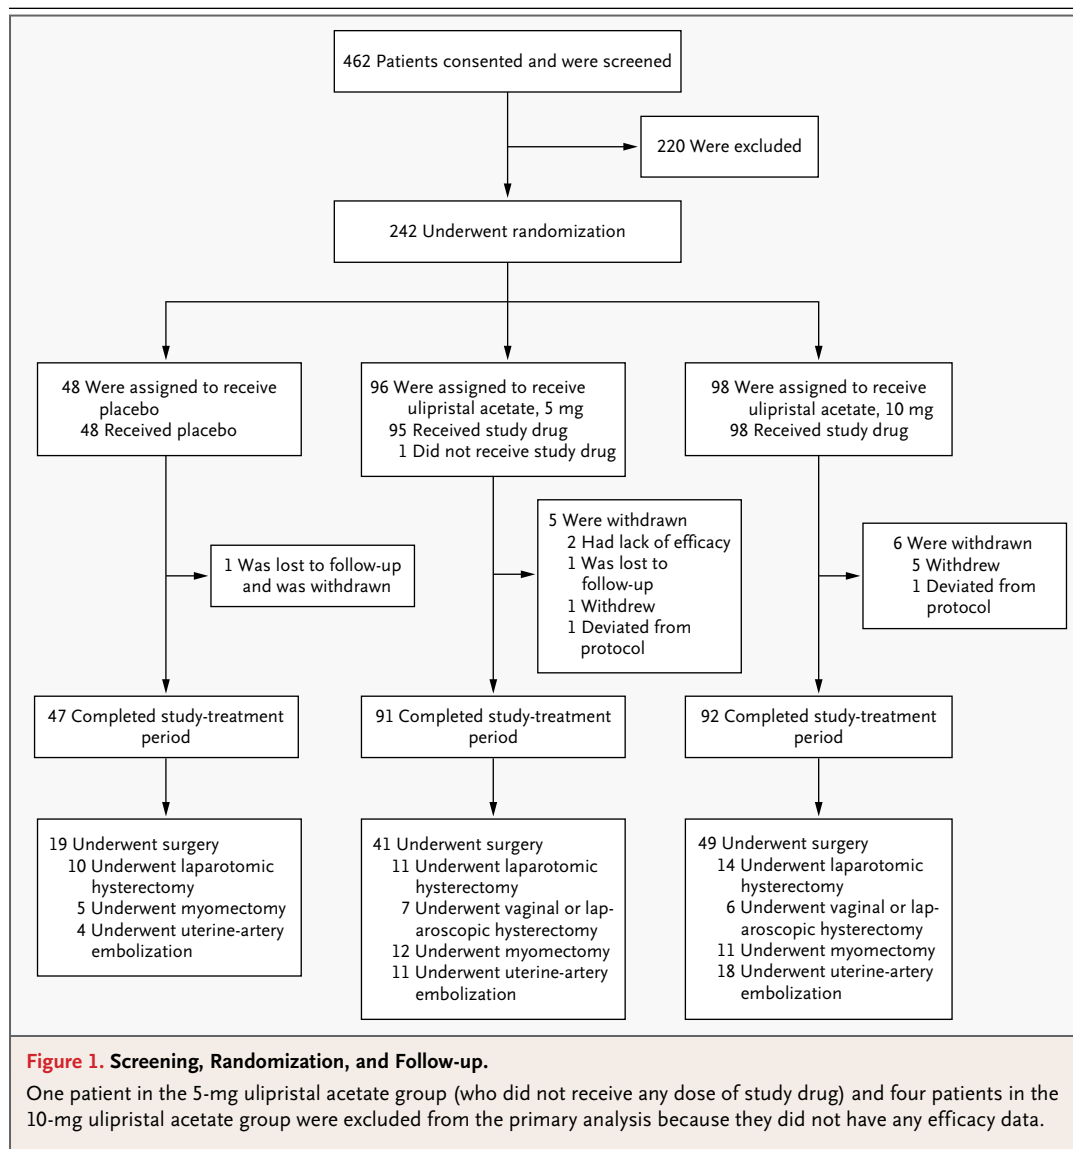 462 Patients consented and were screened
220 Were excluded
242 Underwent randomization
48 Were assigned to receive
placebo
48 Received placebo
96 Were assigned to receive
ulipristal acetate, 5 mg
95 Received study drug
1 Did not receive study drug
98 Were assigned to receive
ulipristal acetate, 10 mg
98 Received study drug
1 Was lost to follow-up
and was withdrawn
5 Were withdrawn
2 Had lack of efficacy
1 Was lost to
follow-up
1 Withdrew
1 Deviated from
protocol
6 Were withdrawn
5 Withdrew
1 Deviated from
protocol
47 Completed study-treatment
period
91 Completed study-treatment
period
92 Completed study-treatment
period
19 Underwent surgery
10 Underwent laparotomic
hysterectomy
5 Underwent myomectomy
4 Underwent uterine-artery
embolization
41 Underwent surgery
11 Underwent laparotomic
hysterectomy
7 Underwent vaginal or lap-
aroscopic hysterectomy
12 Underwent myomectomy
11 Underwent uterine-artery
embolization
49 Underwent surgery
14 Underwent laparotomic
hysterectomy
6 Underwent vaginal or lap-
aroscopic hysterectomy
11 Underwent myomectomy
18 Underwent uterine-artery
embolization
Figure 1. Screening, Randomization, and Follow-up.
One patient in the 5-mg ulipristal acetate group (who did not receive any dose of study drug) and four patients in the
10-mg ulipristal acetate group were excluded from the primary analysis because they did not have any efficacy data.